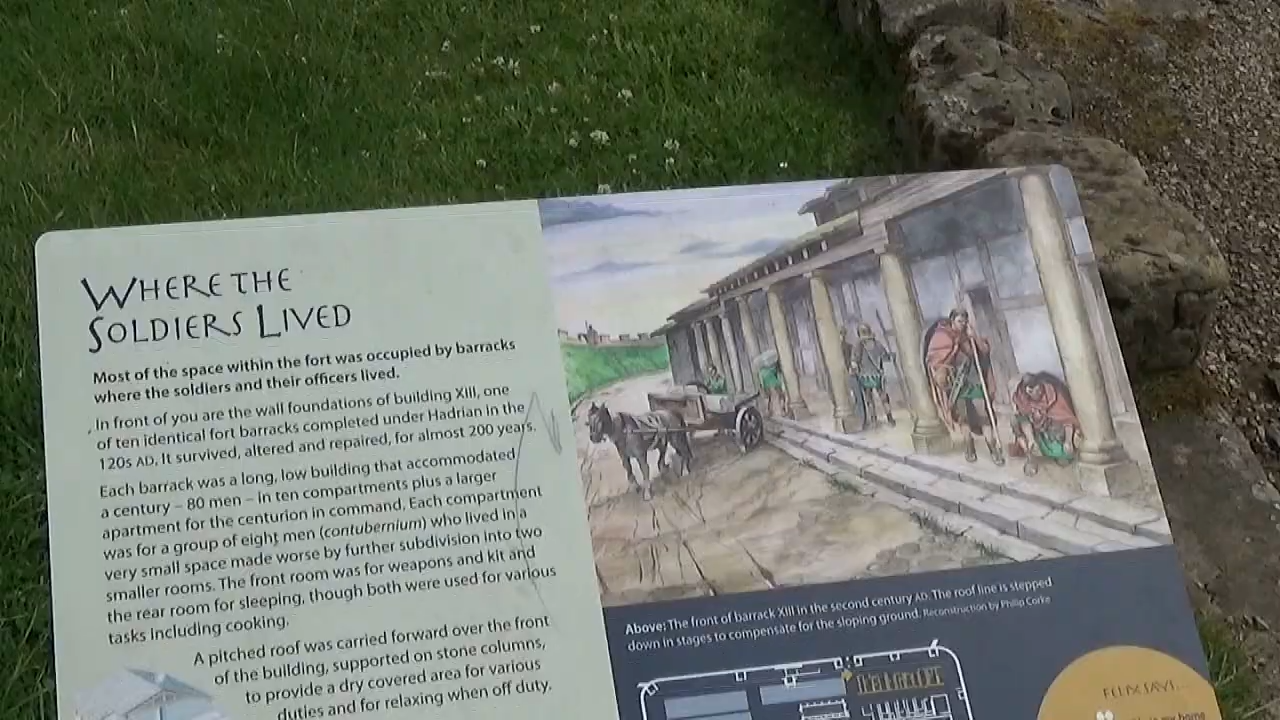 WHERE THE
SOLDIERS LIVED
Most of the space within the fort was occupied by barracks
where the soldiers and their officers lived.
In front of you are the wall foundations of building XIII, one
of ten identical fort barracks completed under Hadrian in the
120s AD. It survived, altered and repaired, for almost 200 years.
Each barrack was a long, low building that accommodated
a century – 80 men – in ten compartments plus a larger
apartment for the centurion in command. Each compartment
was for a group of eight men (contubernium) who lived in a
very small space made worse by further subdivision into two
smaller rooms. The front room was for weapons and kit and
the rear room for sleeping, though both were used for various
tasks including cooking.
A pitched roof was carried forward over the front
of the building, supported on stone columns,
to provide a dry covered area for various
duties and for relaxing when off duty.
Above: The front of barrack XIII in the second century AD. The roof line is stepped
down in stages to compensate for the sloping ground. Reconstruction by Philip Corke
FELIX SAYS...
my home